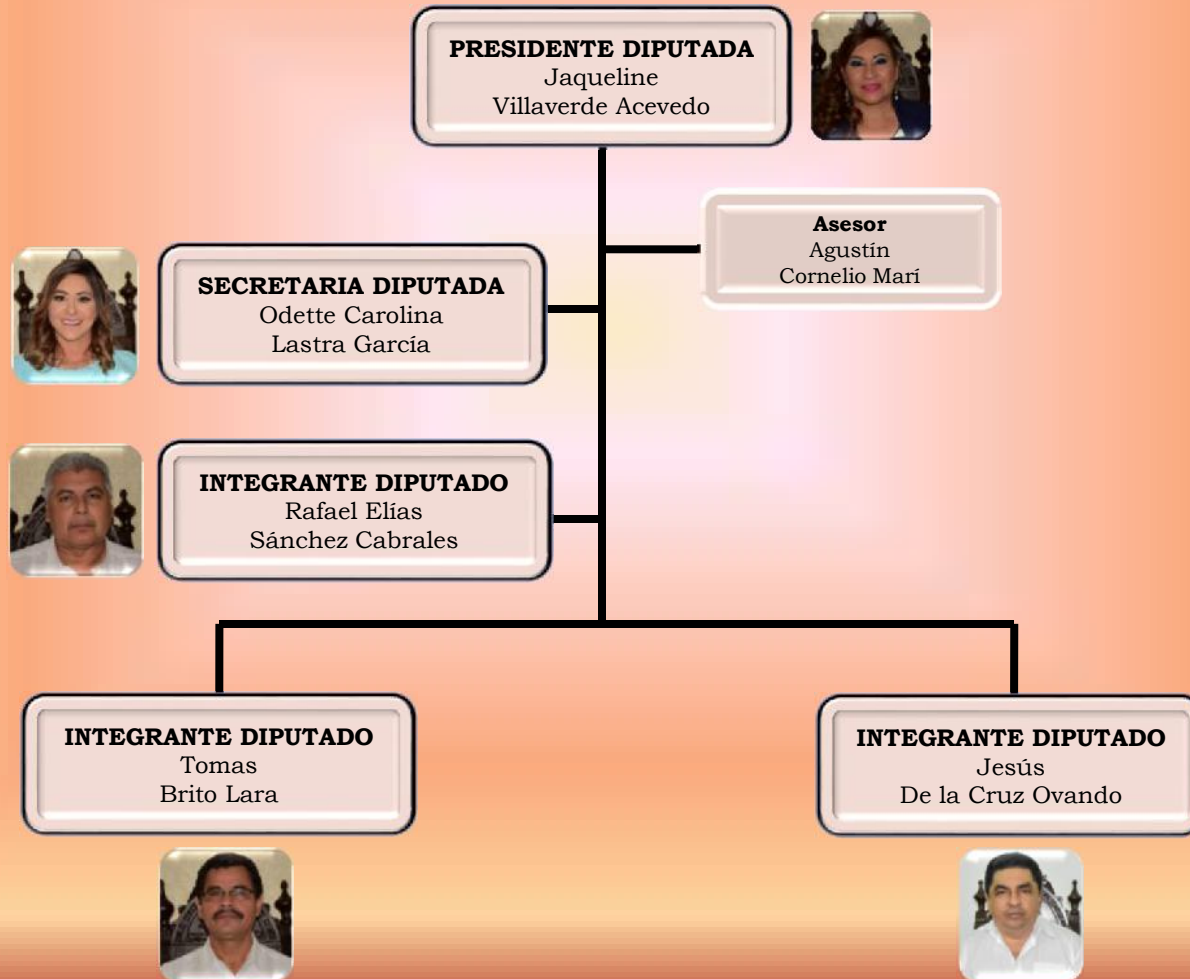 PRESIDENTE DIPUTADA
Jaqueline
Villaverde Acevedo
Asesor
Agustín
Cornelio Marí
SECRETARIA DIPUTADA
Odette Carolina
Lastra García
INTEGRANTE DIPUTADO
Rafael Elías
Sánchez Cabrales
INTEGRANTE DIPUTADO
Tomas
Brito Lara
INTEGRANTE DIPUTADO
Jesús
De la Cruz Ovando